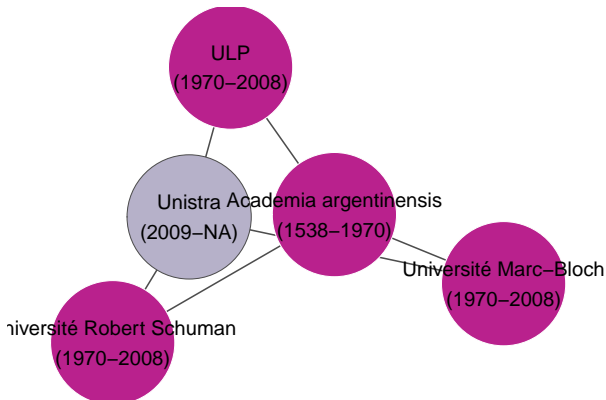 ULP
(1970–2008)
Unistra
(2009–NA)
Academia argentinensis
(1538–1970)
Université Marc–Bloch
(1970–2008)
niversité Robert Schuman
(1970–2008)